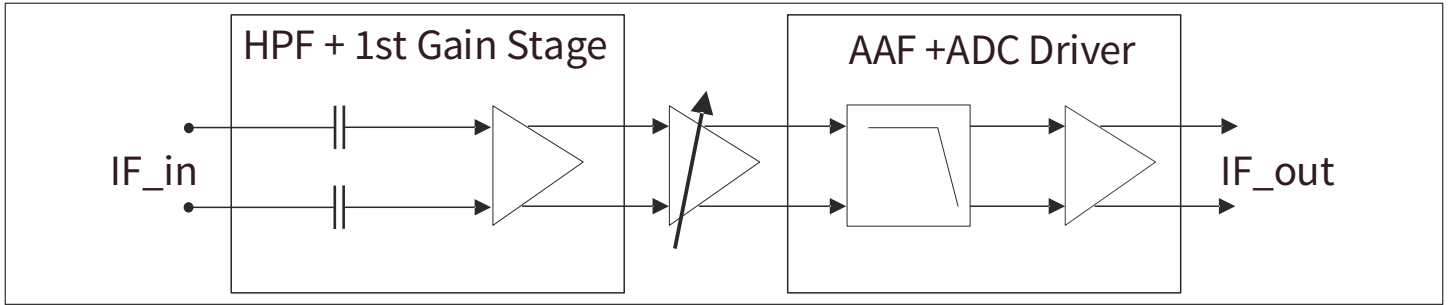 HPF + 1st Gain Stage
AAF +ADC Driver
IF_in
IF_out